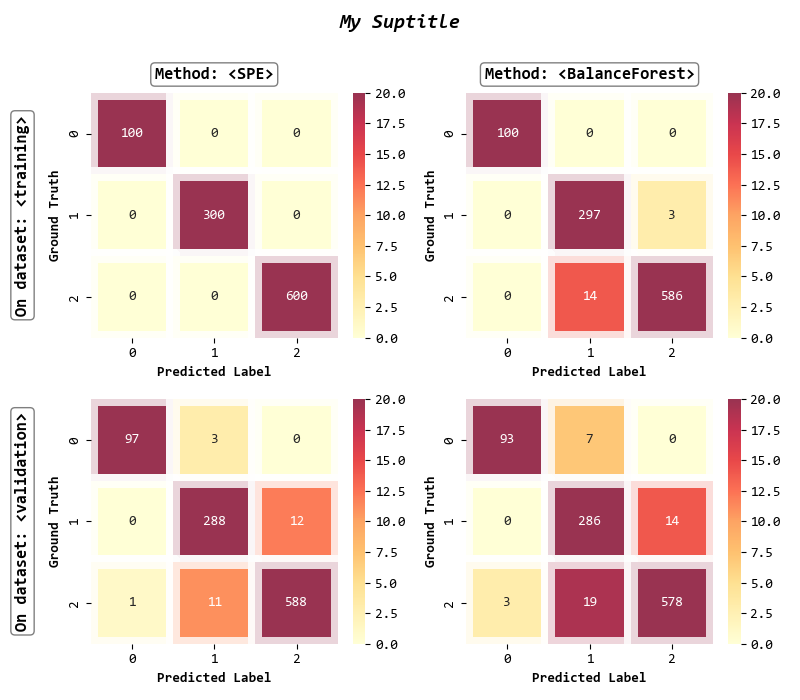 My Suptitle
Method: <SPE>
Method: <BalanceForest>
On dataset: <training>
Ground Truth
0
1
2
100 0 0
0 300 0
0 0 600
0 1 2
Predicted Label
20.0
17.5
15.0
12.5
10.0
7.5
5.0
2.5
0.0
Ground Truth
0
1
2
100 0 0
0 297 3
0 14 586
0 1 2
Predicted Label
20.0
17.5
15.0
12.5
10.0
7.5
5.0
2.5
0.0
On dataset: <validation>
Ground Truth
0
1
2
97 3 0
0 288 12
1 11 588
0 1 2
Predicted Label
20.0
17.5
15.0
12.5
10.0
7.5
5.0
2.5
0.0
Ground Truth
0
1
2
93 7 0
0 286 14
3 19 578
0 1 2
Predicted Label
20.0
17.5
15.0
12.5
10.0
7.5
5.0
2.5
0.0